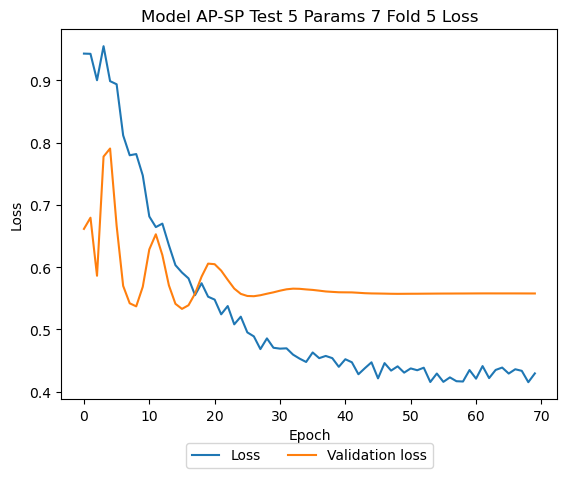 Model AP-SP Test 5 Params 7 Fold 5 Loss
Loss
0.9
0.8
0.7
0.6
0.5
0.4
0 10 20 30 40 50 60 70
Epoch
Loss Validation loss